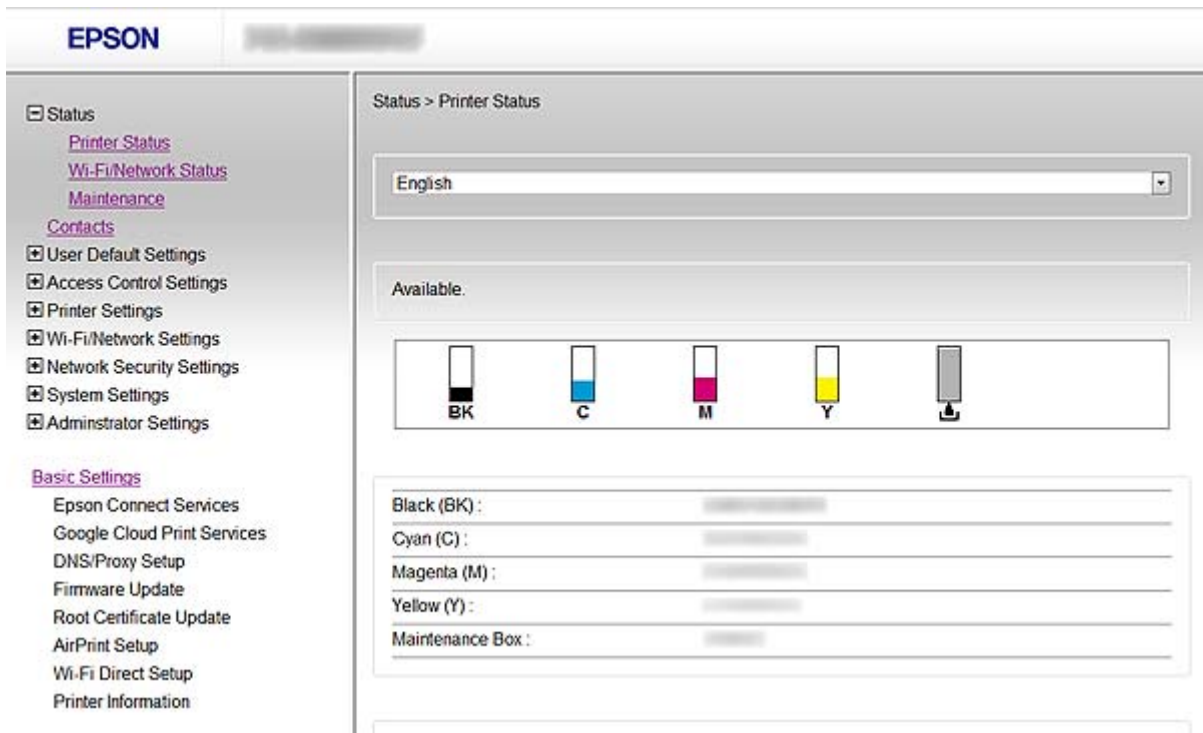 EPSON
Status
Printer Status
Wi-Fi/Network Status
Maintenance
Contacts
User Default Settings
Access Control Settings
Printer Settings
Wi-Fi/Network Settings
Network Security Settings
System Settings
Adminstrator Settings
Basic Settings
Epson Connect Services
Google Cloud Print Services
DNS/Proxy Setup
Firmware Update
Root Certificate Update
AirPrint Setup
Wi-Fi Direct Setup
Printer Information
Status > Printer Status
English
Available.
BK C M Y
Black (BK) :
Cyan (C) :
Magenta (M) :
Yellow (Y) :
Maintenance Box :